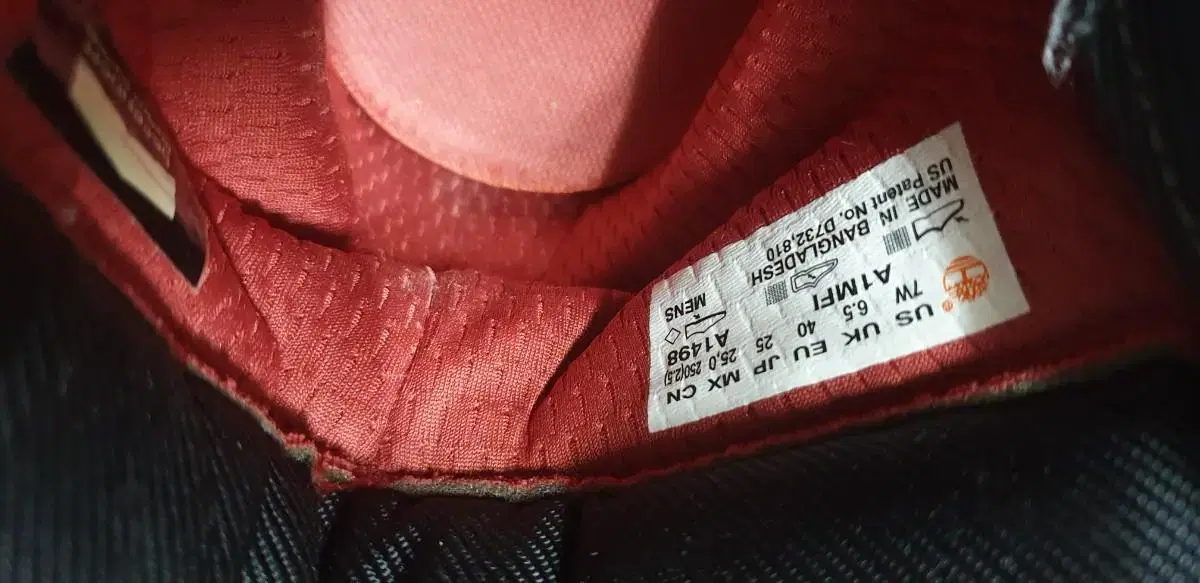 US UK EU JP MX CN
7W 6.5 40 25 25,0 250(2.5)
A1MFI A1498
MADE IN BANGLADESH MENS
US Patent No. D732,810